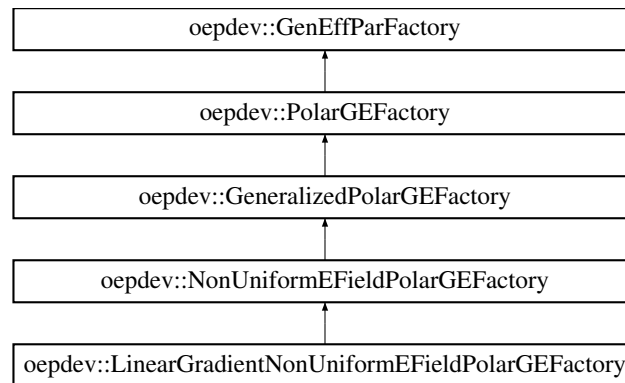 oepdev::GenEffParFactory
oepdev::PolarGEFactory
oepdev::GeneralizedPolarGEFactory
oepdev::NonUniformEFieldPolarGEFactory
oepdev::LinearGradientNonUniformEFieldPolarGEFactory